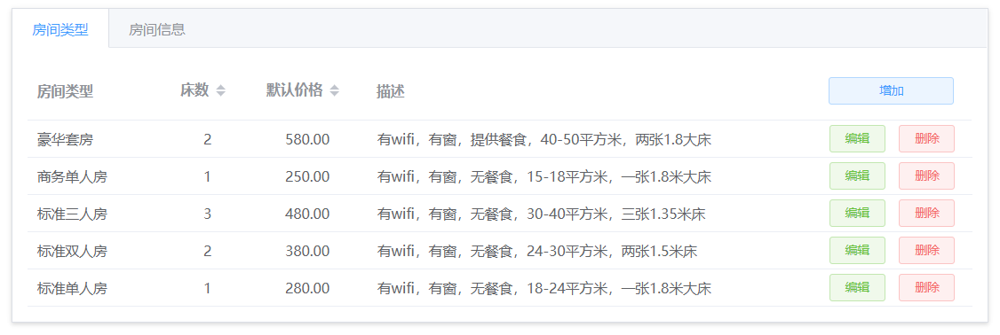 房间类型 房间信息
房间类型 床数 默认价格 描述 增加
豪华套房 2 580.00 有wifi，有窗，提供餐食，40-50平方米，两张1.8大床 编辑 删除
商务单人房 1 250.00 有wifi，有窗，无餐食，15-18平方米，一张1.8米大床 编辑 删除
标准三人房 3 480.00 有wifi，有窗，无餐食，30-40平方米，三张1.35米床 编辑 删除
标准双人房 2 380.00 有wifi，有窗，无餐食，24-30平方米，两张1.5米床 编辑 删除
标准单人房 1 280.00 有wifi，有窗，无餐食，18-24平方米，一张1.8米大床 编辑 删除